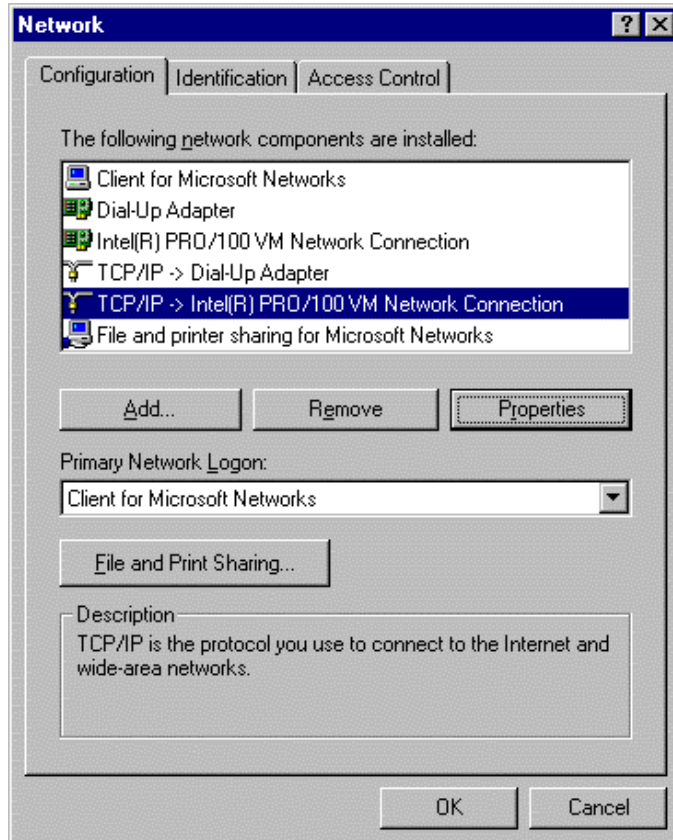 Network
Configuration Identification Access Control
The following network components are installed:
Client for Microsoft Networks
Dial-Up Adapter
Intel(R) PRO/100 VM Network Connection
TCP/IP -> Dial-Up Adapter
TCP/IP -> Intel(R) PRO/100 VM Network Connection
File and printer sharing for Microsoft Networks
Add... Remove Properties
Primary Network Logon:
Client for Microsoft Networks
File and Print Sharing...
Description
TCP/IP is the protocol you use to connect to the Internet and
wide-area networks.
OK Cancel